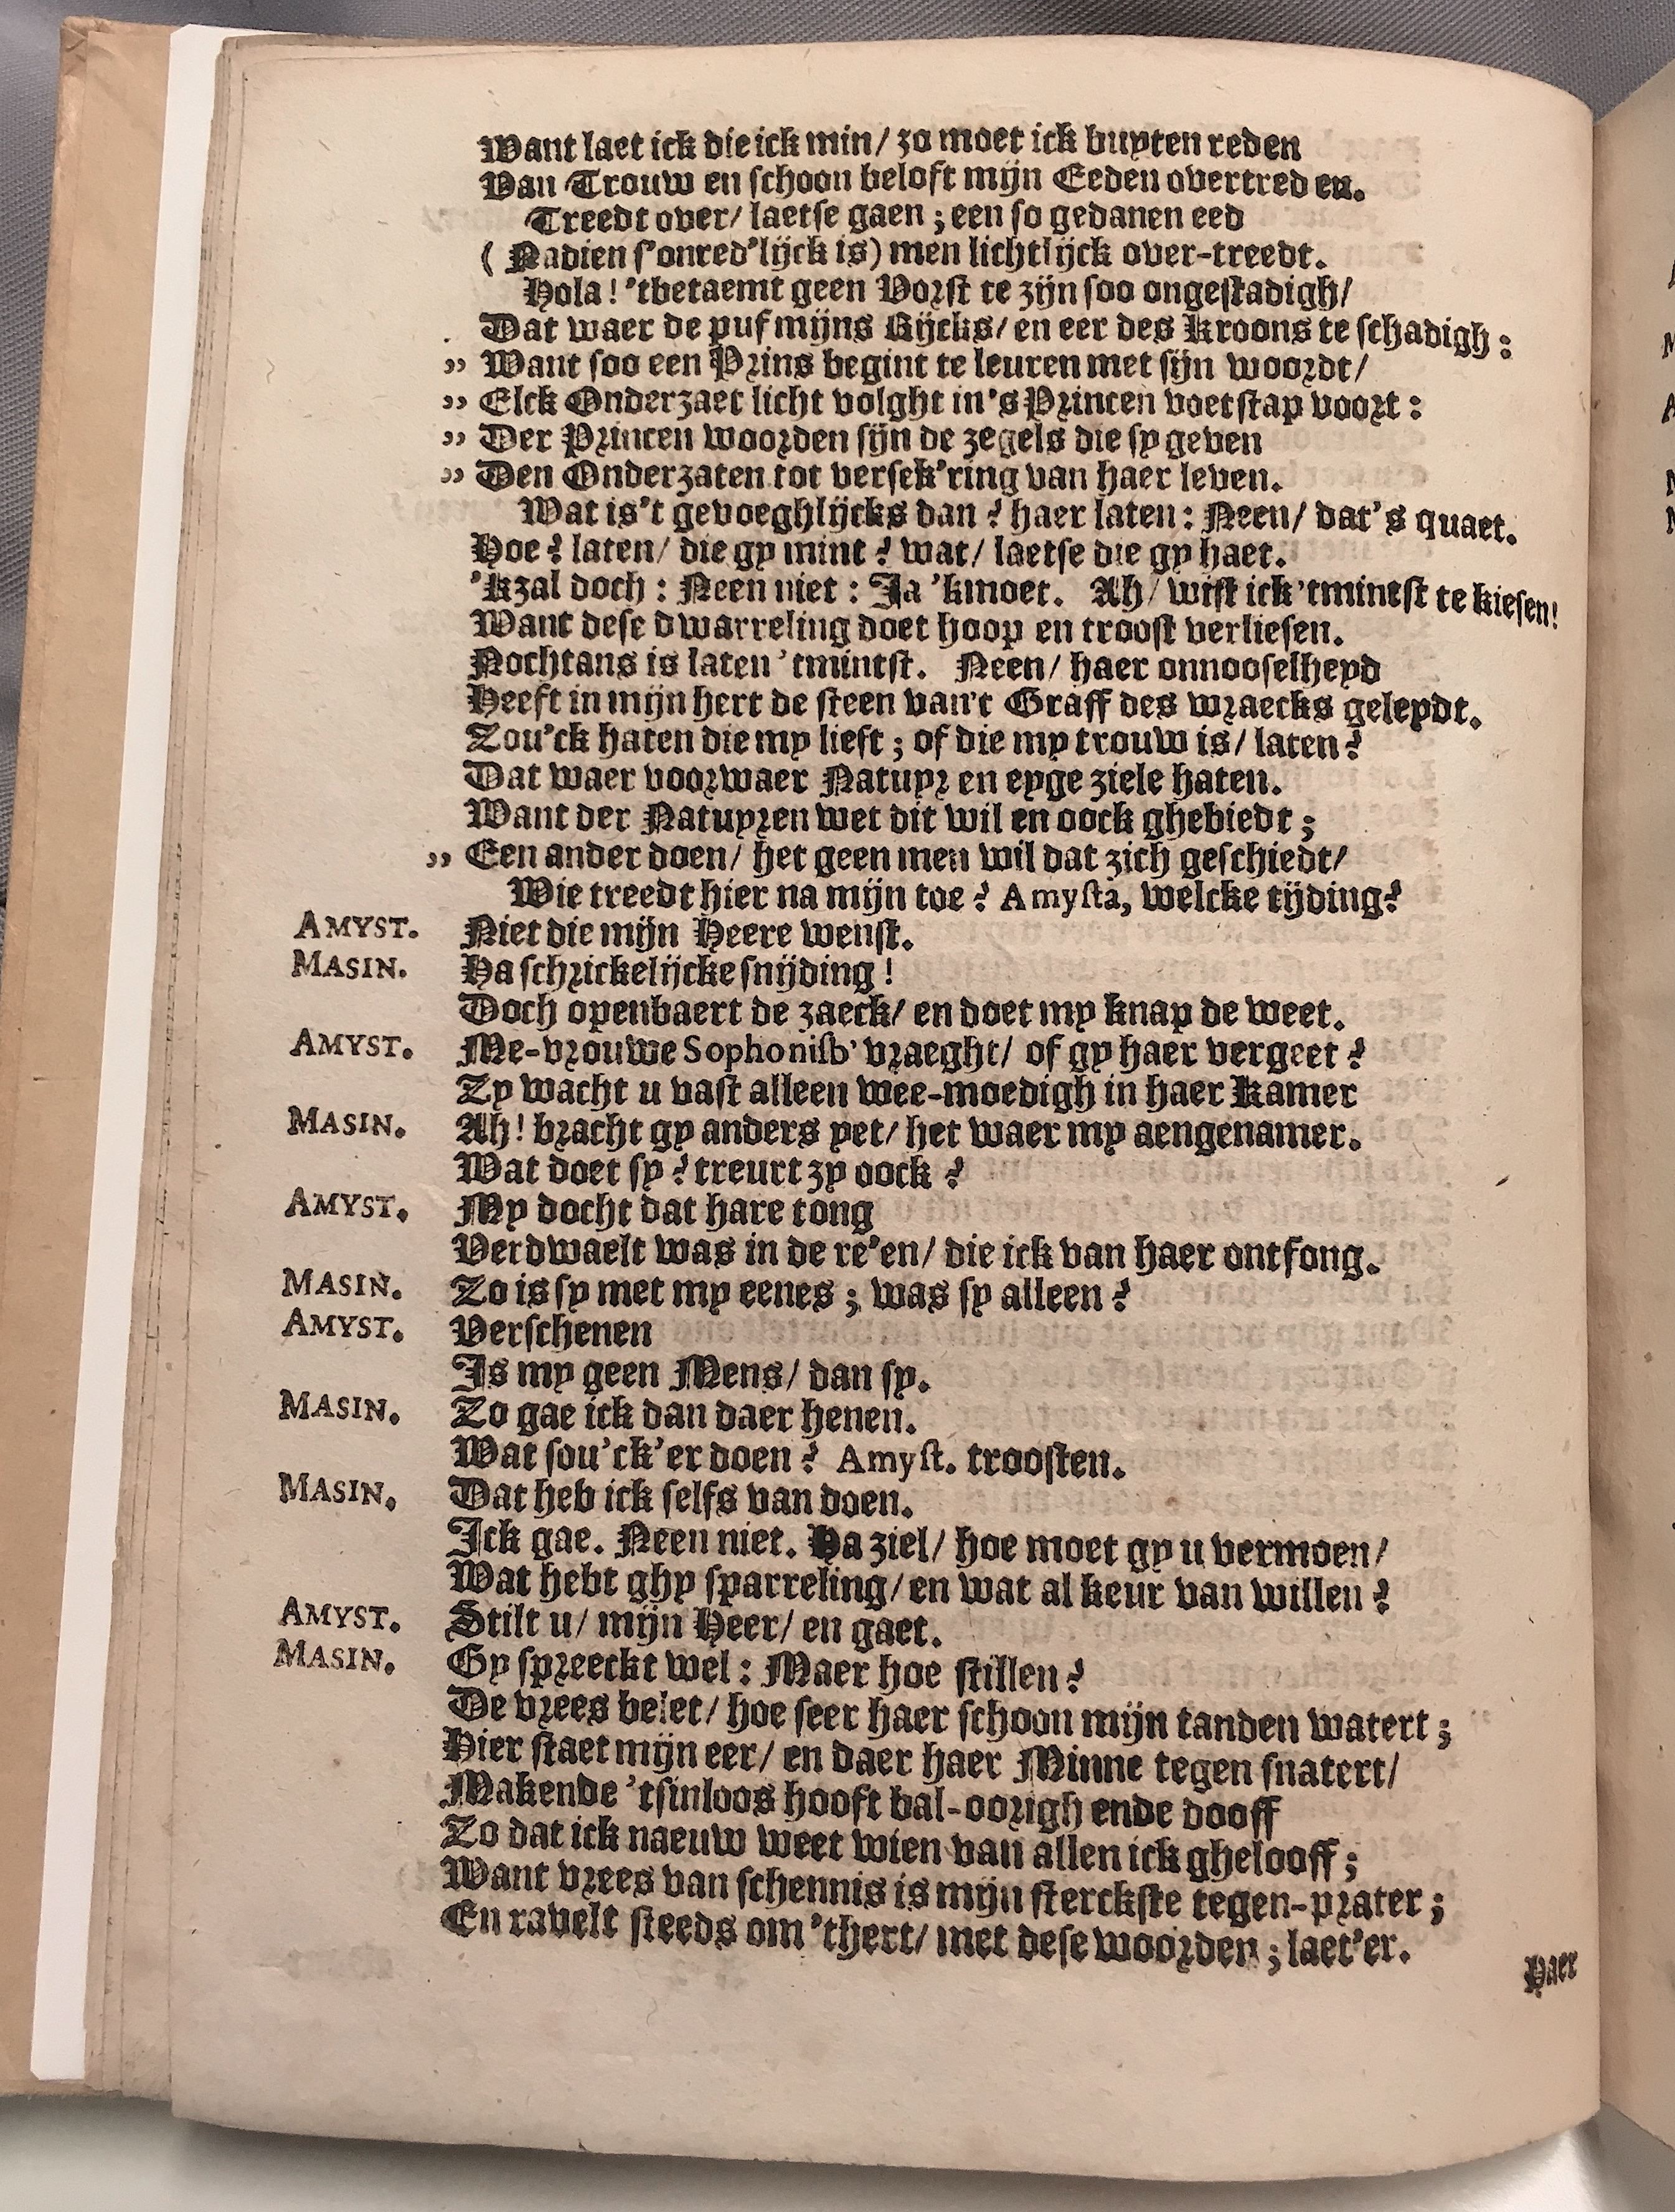 Want laet ick die ick min/ zo moet ick buyten reden
Van Trouw en schoon beloft mijn Eeden overtreden.
Treedt over/ laetse gaen; een so gedanen eed
(Nadien s'onred'lijck is) men lichtlijck over-treedt.
Hola! 'tbetaemt geen Vorst te zijn soo ongestadigh/
Dat waer de puf mijns Rijcks/ en eer des Kroons te schadigh:
,, Want soo een Prins begint te leuren met sijn woordt/
,, Elck Onderzaet licht volght in's Princen voetstap voort:
,, Der Princen woorden sijn de zegels die sy geven
,, Den Onderzaten tot versek'ring van haer leven.
Wat is't gevoeghlijcks dan? haer laten: Neen/ dat's quaet.
Hoe? laten/ die gy mint? wat/ laetse die gy haet.
'kzal doch: Neen niet: Ja 'kmoet. Ah/ wist ick 'tmintst te kiesen!
Want dese dwarreling doet hoop en troost verliesen.
Nochtans is laten 'tmintst. Neen/ haer onnooselheyd
Heeft in mijn hert de steen van't Graff des wraecks geleydt.
Zou'ck haten die my lieft; of die my trouw is/ laten?
Dat waer voorwaer Natuyr en eyge ziele haten.
Want der Natuyren wet dit wil en oock ghebiedt;
,, Een ander doen/ het geen men wil dat zich geschiedt/
Wie treedt hier na mijn toe? Amysta, welcke tijding?
AMYST. Niet die mijn Heere wenst.
MASIN. Ha schrickelijcke snijding!
Doch openbaert de zaeck/ en doet my knap de weet.
AMYST. Me-vrouwe Sophonisb' vraeght/ of gy haer vergeet?
Zy wacht u vast alleen wee-moedigh in haer Kamer
MASIN. Ah! bracht gy anders yet/ het waer my aengenamer.
Wat doet sy? treurt zy oock?
AMYST. My docht dat hare tong
Verdwaelt was in de re'en/ die ick van haer ontfong.
MASIN. Zo is sy met my eenes; was sy alleen?
AMYST. Verschenen
Is my geen Mens/ dan sy.
MASIN. Zo gae ick dan daer henen.
Wat sou'ck'er doen? Amyst. troosten.
MASIN. Dat heb ick selfs van doen.
Ick gae. Neen niet. Ha ziel/ hoe moet gy u vermoen/
Wat hebt ghy sparreling/ en wat al keur van willen?
AMYST. Stilt u/ mijn Heer/ en gaet.
MASIN. Gy spreeckt wel: Maer hoe stillen?
De vrees belet/ hoe seer haer schoon mijn tanden watert;
Hier staet mijn eer/ en daer haer Minne tegen snatert/
Makende 'tsinloos hooft bal-oorigh ende dooff
Zo dat ick naeuw weet wien van allen ick ghelooff;
Want vrees van schennis is mijn sterckste tegen-prater;
En ravelt steeds om 'thert/ met dese woorden; laet'er.
Haer